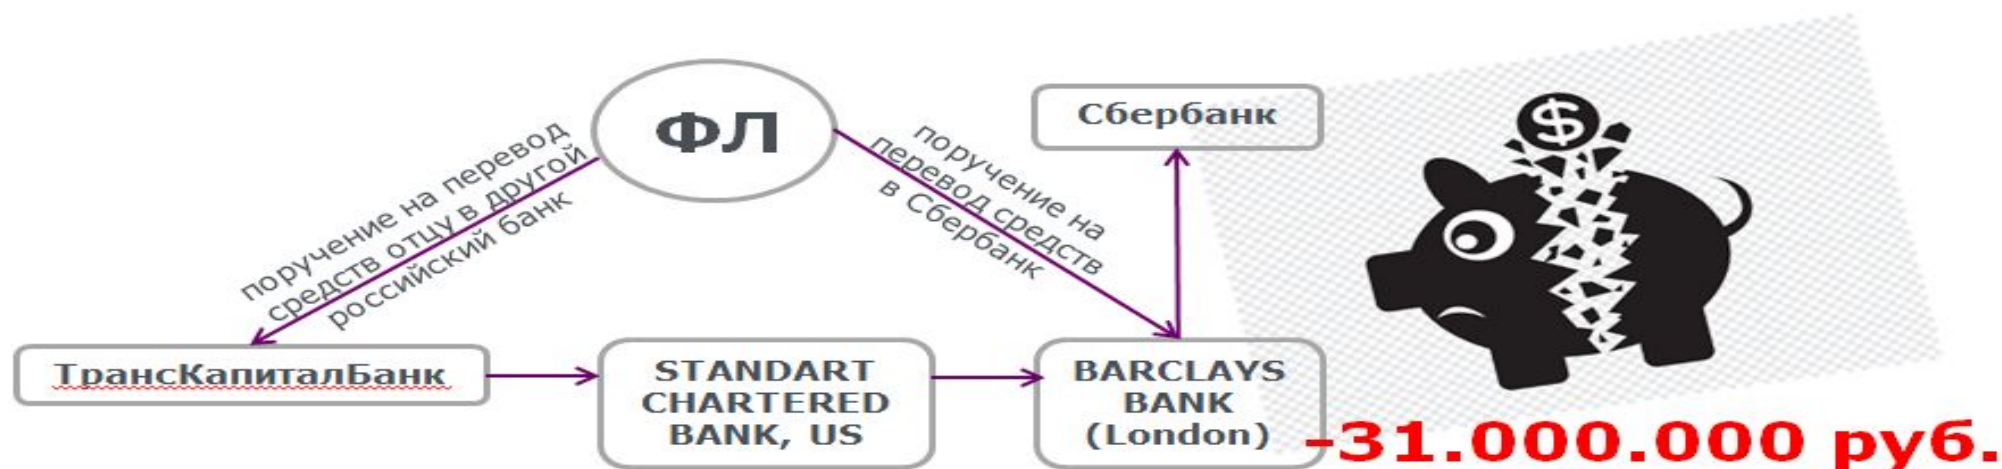 ФЛ
поручение на перевод
средств отцу в другой
российский банк
поручение на
перевод средств
в Сбербанк
Сбербанк
$
ТрансКапиталБанк
STANDART
CHARTERED
BANK, US
BARCLAYS
BANK
(London)
–31.000.000 руб.